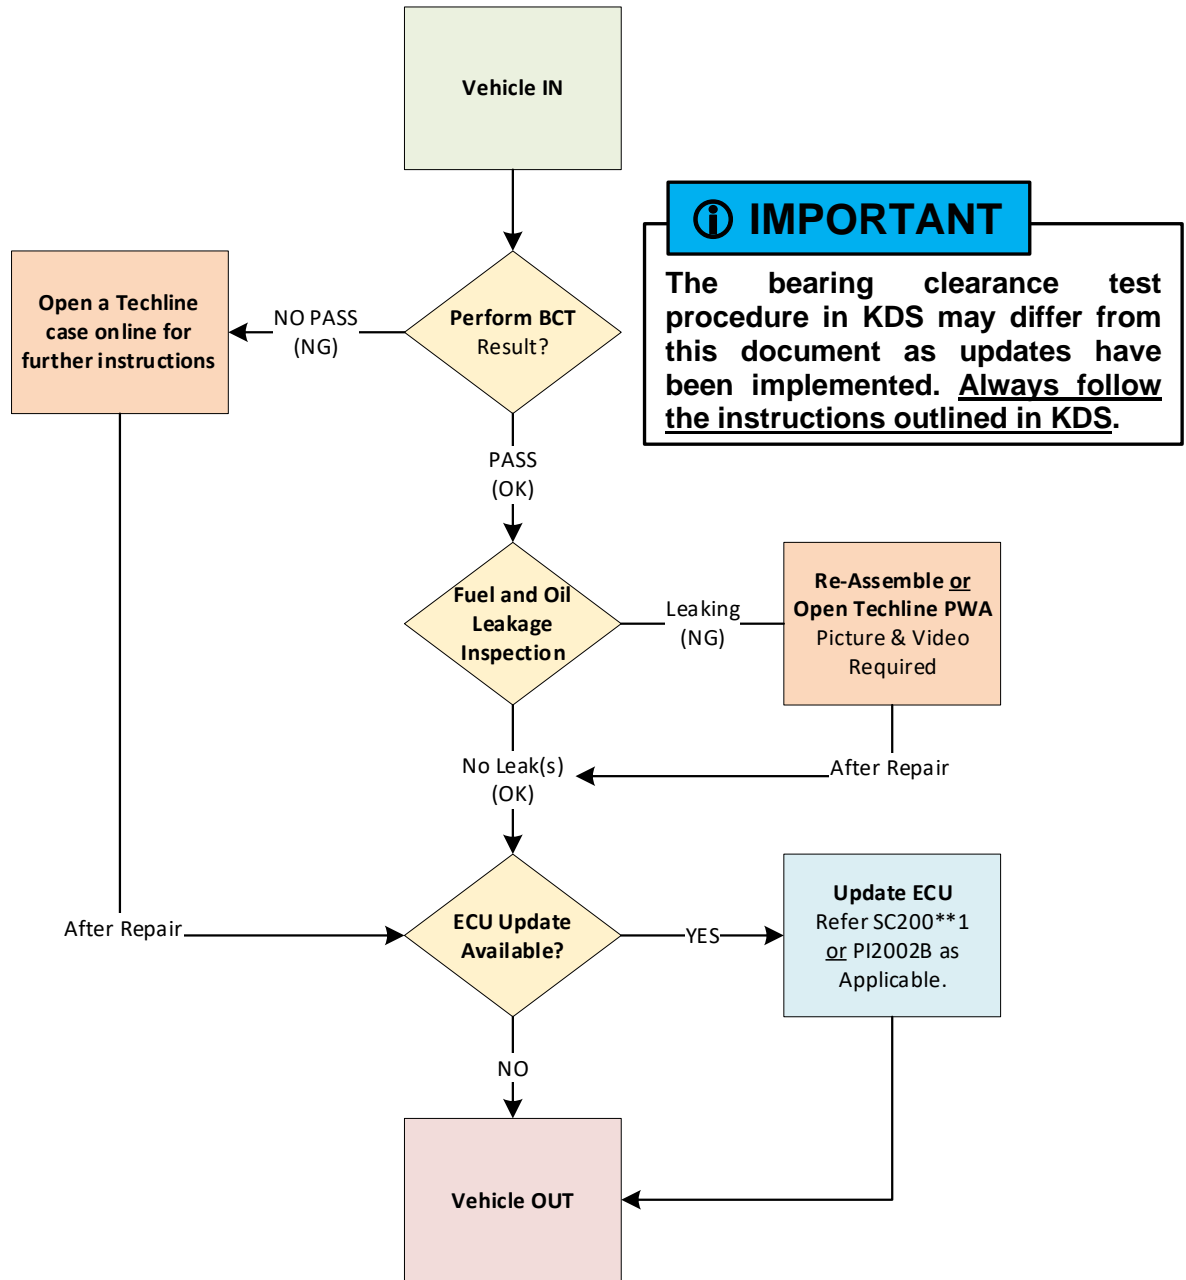 Vehicle IN
ⓘ IMPORTANT
The bearing clearance test
procedure in KDS may differ from
this document as updates have
been implemented. Always follow
the instructions outlined in KDS.
Open a Techline
case online for
further instructions
NO PASS
(NG)
Perform BCT
Result?
PASS
(OK)
Fuel and Oil
Leakage
Inspection
Leaking
(NG)
Re-Assemble or
Open Techline PWA
Picture & Video
Required
No Leak(s)
(OK)
After Repair
After Repair
ECU Update
Available?
YES
Update ECU
Refer SC200**1
or PI2002B as
Applicable.
NO
Vehicle OUT